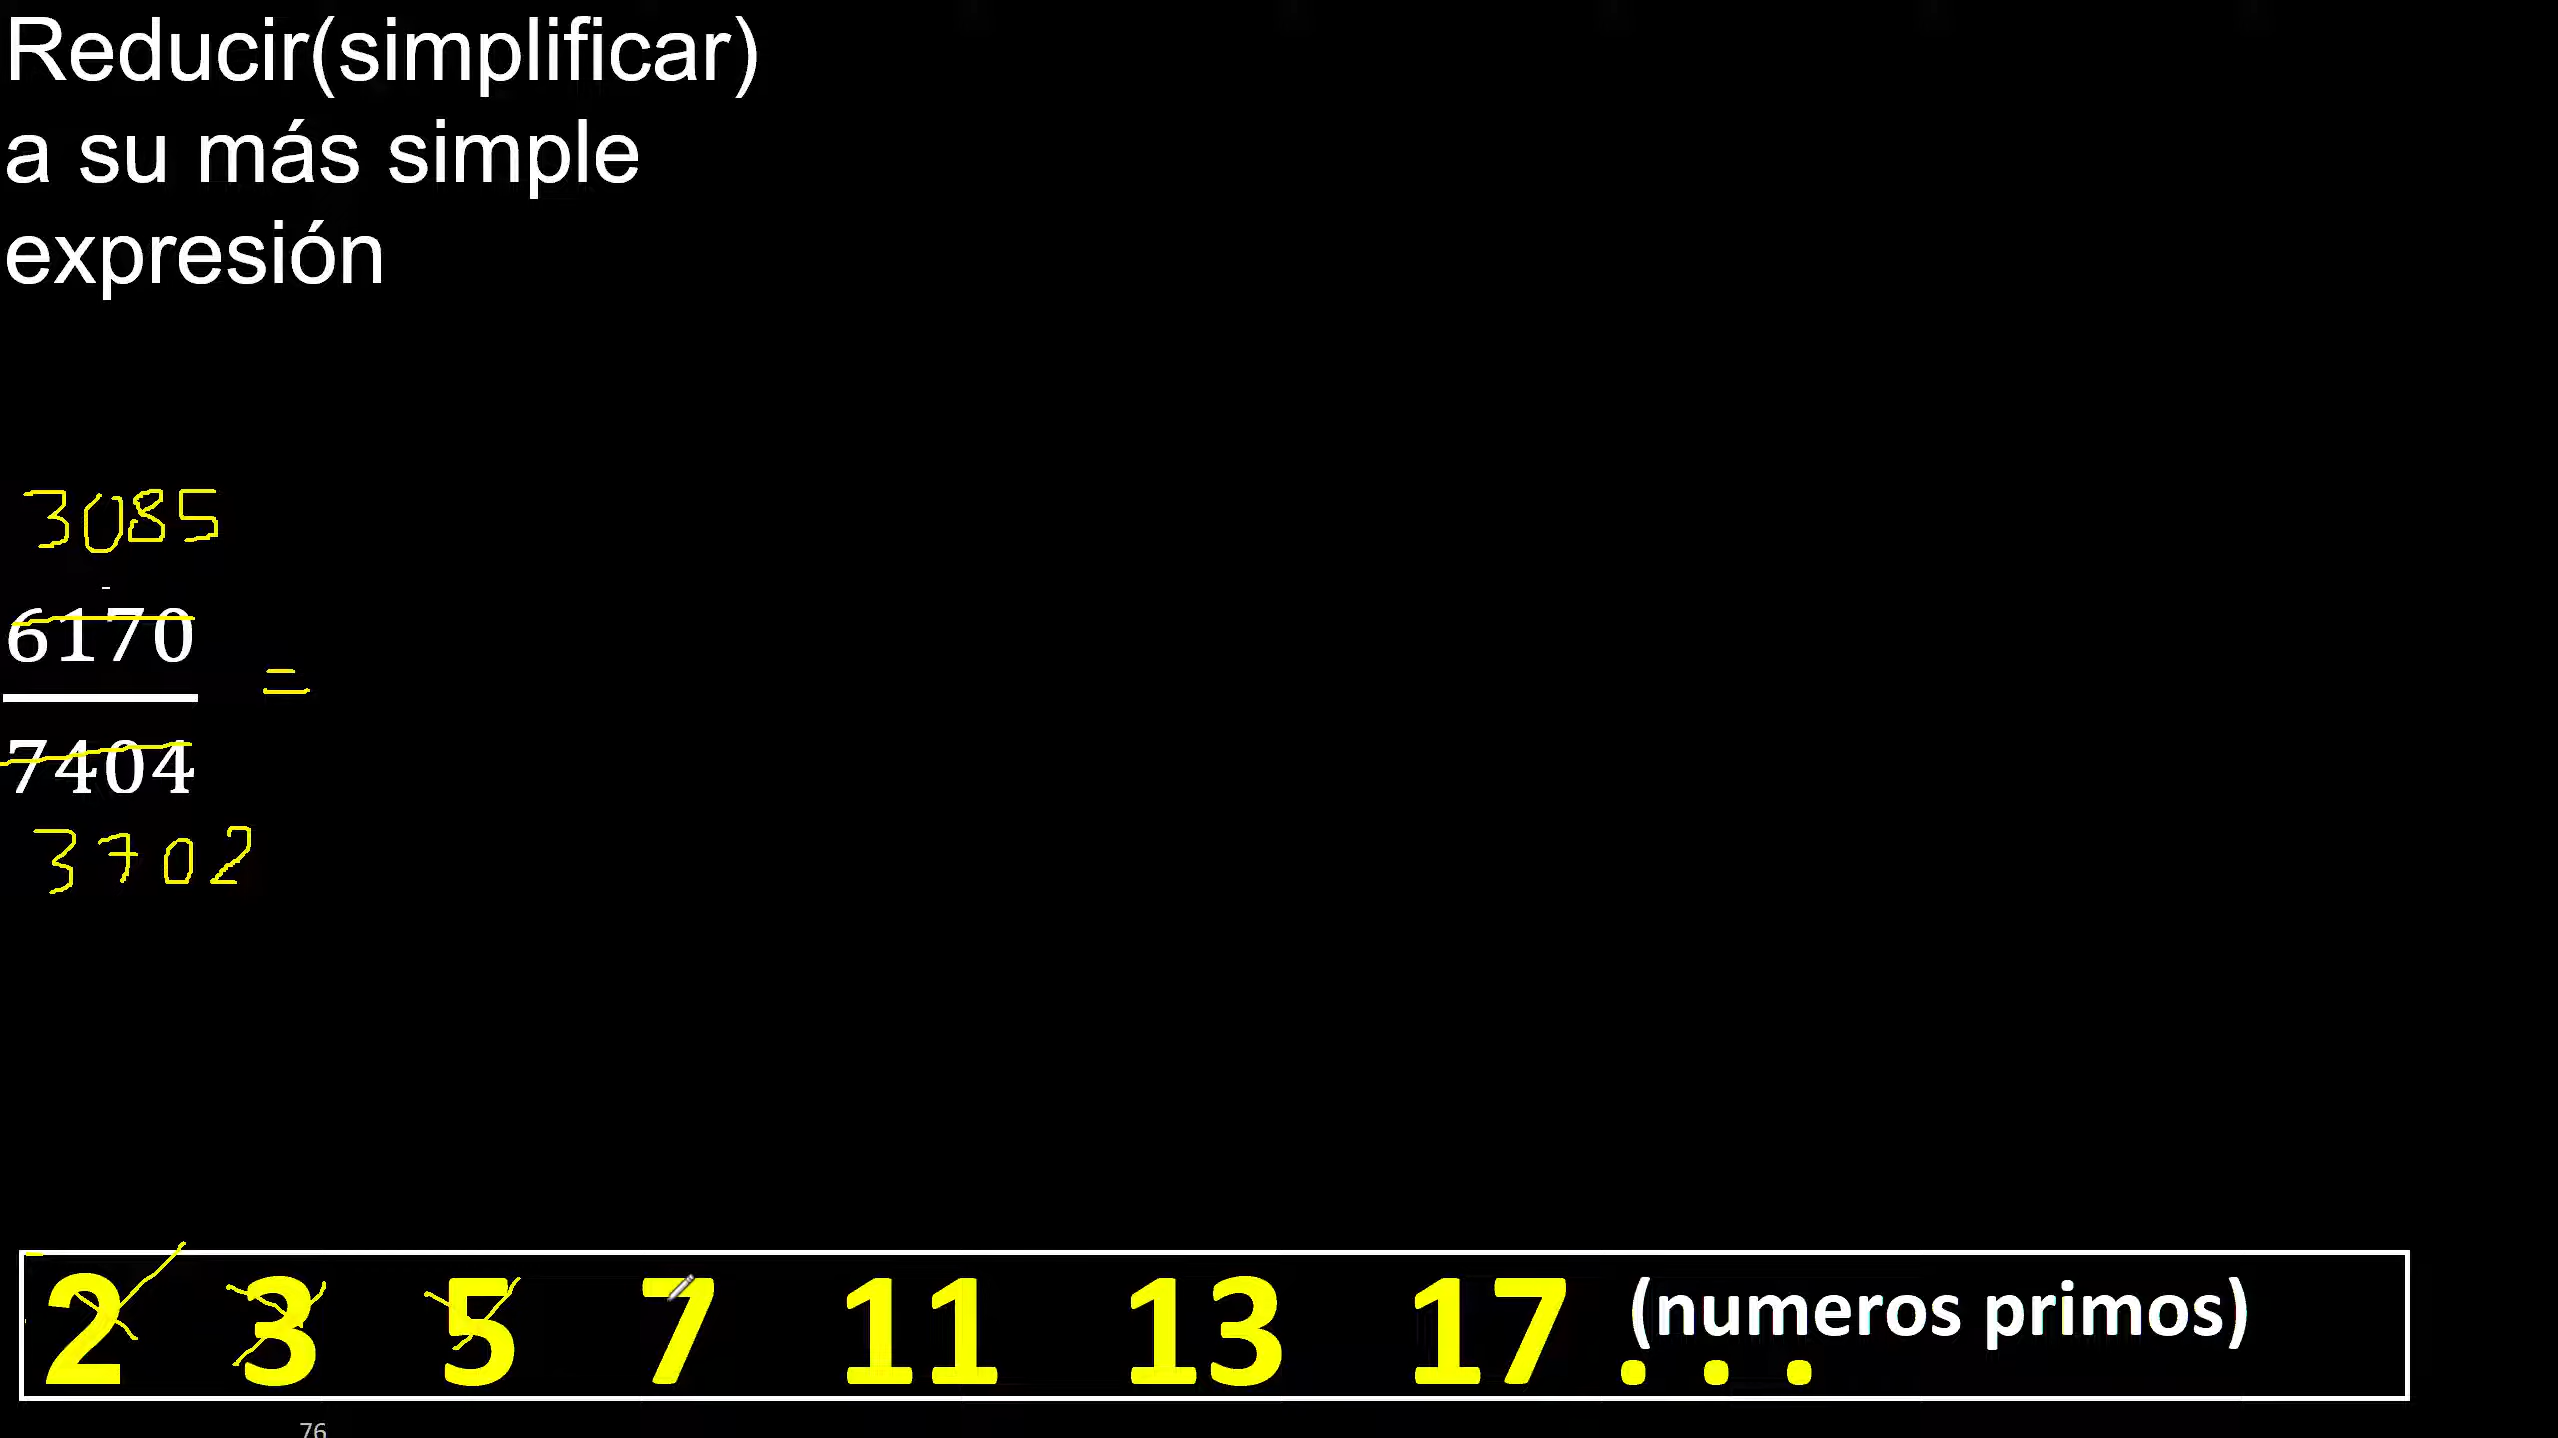 Reducir(simplificar)
a su más simple
expresión
3085
6170
=
7404
3702
2 3 5 7 11 13 17 . . . (numeros primos)
76